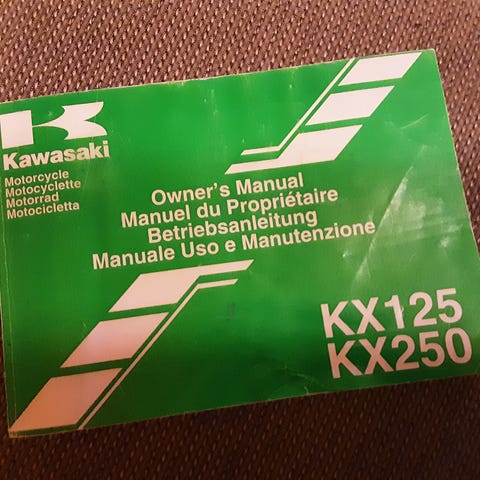 Kawasaki
Motorcycle
Motocyclette
Motorrad
Motocicletta
Owner's Manual
Manuel du Propriétaire
Betriebsanleitung
Manuale Uso e Manutenzione
KX125
KX250